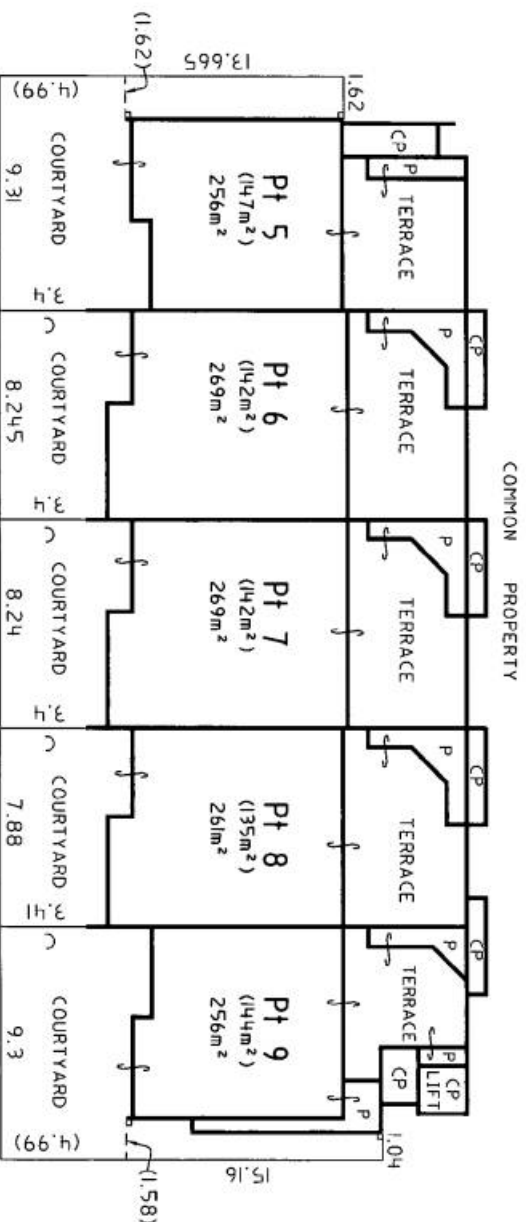 COMMON PROPERTY
CP
CP
CP
CP
CP
CP
CP
LIFT
P
P
P
P
P
P
P
TERRACE
TERRACE
TERRACE
TERRACE
TERRACE
1.62
13.665
(1.62)
(4.99)
1.04
15.16
(1.58)
(4.99)
Pt 5
(147m²)
256m²
Pt 6
(142m²)
269m²
Pt 7
(142m²)
269m²
Pt 8
(135m²)
261m²
Pt 9
(144m²)
256m²
COURTYARD
9.31
3.4
COURTYARD
8.245
3.4
COURTYARD
8.24
3.4
COURTYARD
7.88
3.41
COURTYARD
9.3